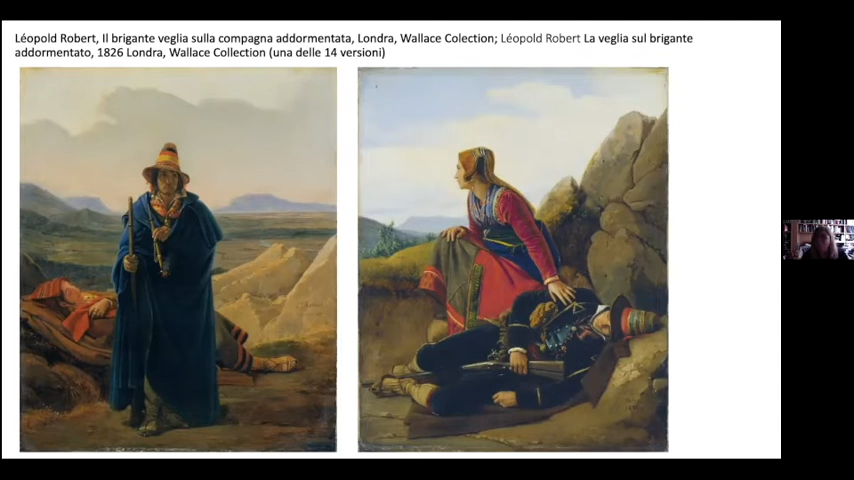 Léopold Robert, Il brigante veglia sulla compagna addormentata, Londra, Wallace Colection; Léopold Robert La veglia sul brigante
addormentato, 1826 Londra, Wallace Collection (una delle 14 versioni)